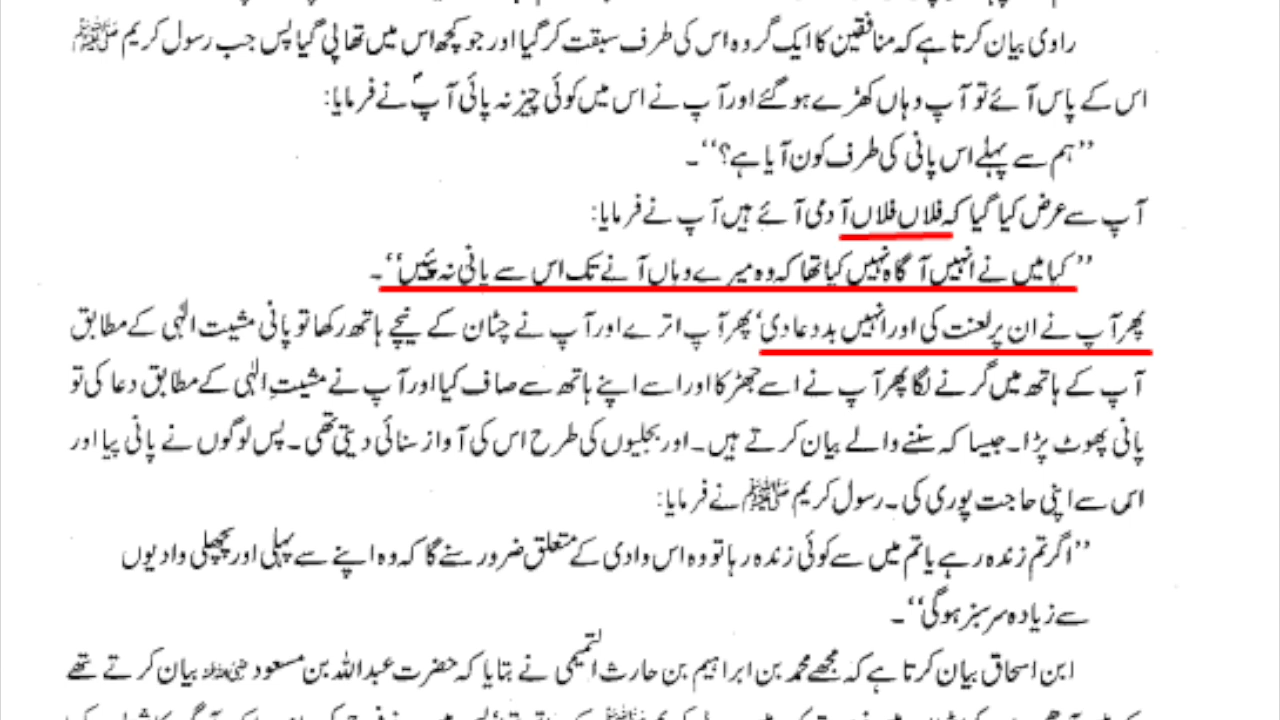 راوی بیان کرتا ہے کہ منافقین کا ایک گروہ اس کی طرف سبقت کر گیا اور جو کچھ اس میں تھا پی گیا پس جب رسول کریم ﷺ
اس کے پاس آئے تو آپ وہاں کھڑے ہو گئے اور آپ نے اس میں کوئی چیز نہ پائی آپؐ نے فرمایا:
’’ہم سے پہلے اس پانی کی طرف کون آیا ہے؟‘‘۔
آپ سے عرض کیا گیا کہ فلاں فلاں آدمی آئے ہیں آپ نے فرمایا:
’’کیا میں نے انہیں آگاہ نہیں کیا تھا کہ وہ میرے وہاں آنے تک اس سے پانی نہ پئیں‘‘۔
پھر آپ نے ان پر لعنت کی اور انہیں بددعا دی‘ پھر آپ اترے اور آپ نے چٹان کے نیچے ہاتھ رکھا تو پانی مشیت الٰہی کے مطابق
آپ کے ہاتھ میں گرنے لگا پھر آپ نے اسے چھڑکا اور اسے اپنے ہاتھ سے صاف کیا اور آپ نے مشیتِ الٰہی کے مطابق دعا کی تو
پانی پھوٹ پڑا۔ جیسا کہ سننے والے بیان کرتے ہیں۔ اور بجلیوں کی طرح اس کی آواز سنائی دیتی تھی۔ پس لوگوں نے پانی پیا اور
اس سے اپنی حاجت پوری کی۔ رسول کریم ﷺ نے فرمایا:
’’اگر تم زندہ رہے یا تم میں سے کوئی زندہ رہا تو وہ اس وادی کے متعلق ضرور سنے گا کہ وہ اپنے سے پہلی اور پچھلی وادیوں
سے زیادہ سرسبز ہو گی‘‘۔
ابن اسحاق بیان کرتا ہے کہ مجھے محمد بن ابراہیم بن حارث التمیمی نے بتایا کہ حضرت عبداللہ بن مسعود رضی اللہ عنہ بیان کرتے تھے